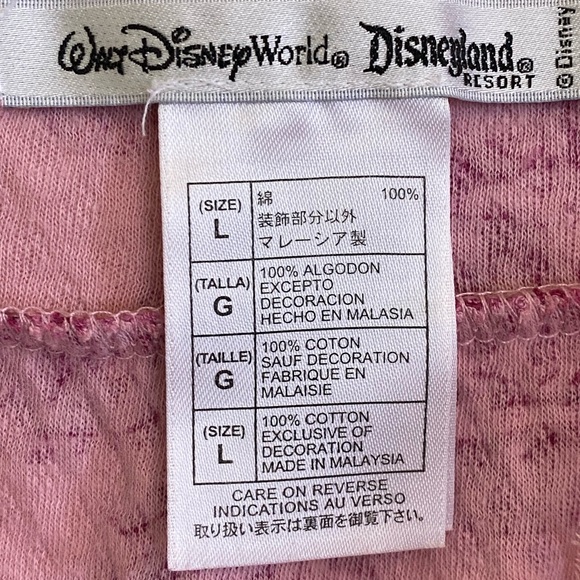 Walt Disney World® Disneyland®
RESORT
© Disney
(SIZE)
L
綿 100%
装飾部分以外
マレーシア製
(TALLA)
G
100% ALGODON
EXCEPTO
DECORACION
HECHO EN MALASIA
(TAILLE)
G
100% COTON
SAUF DECORATION
FABRIQUE EN
MALAISIE
(SIZE)
L
100% COTTON
EXCLUSIVE OF
DECORATION
MADE IN MALAYSIA
CARE ON REVERSE
INDICATIONS AU VERSO
取り扱い表示は裏面を御覧下さい。